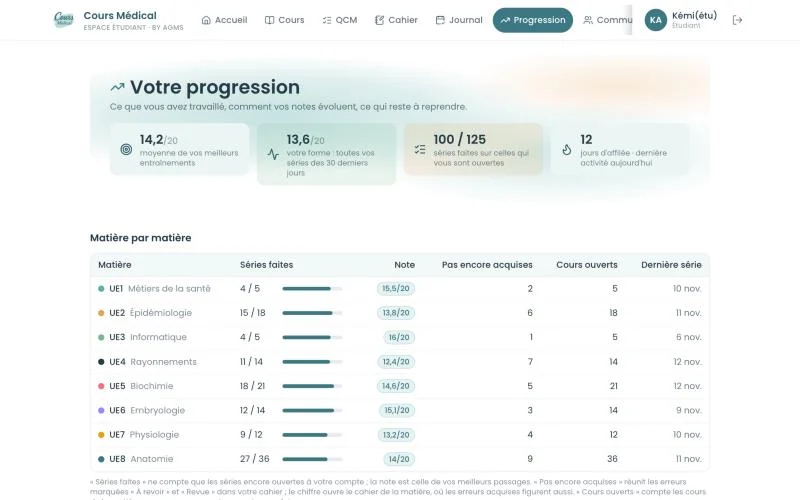 Cours Médical
Cours Médical
ESPACE ÉTUDIANT · BY AGMS
Accueil
Cours
QCM
Cahier
Journal
Progression
Commu
KA
Kémi(étu)
Étudiant
Votre progression
Ce que vous avez travaillé, comment vos notes évoluent, ce qui reste à reprendre.
14,2/20
moyenne de vos meilleurs
entraînements
13,6/20
votre forme : toutes vos
séries des 30 derniers
jours
100 / 125
séries faites sur celles qui
vous sont ouvertes
12
jours d'affilée · dernière
activité aujourd'hui
Matière par matière
Matière Séries faites Note Pas encore acquises Cours ouverts Dernière série
UE1 Métiers de la santé 4 / 5 15,5/20 2 5 10 nov.
UE2 Épidémiologie 15 / 18 13,8/20 6 18 11 nov.
UE3 Informatique 4 / 5 16/20 1 5 6 nov.
UE4 Rayonnements 11 / 14 12,4/20 7 14 12 nov.
UE5 Biochimie 18 / 21 14,6/20 5 21 12 nov.
UE6 Embryologie 12 / 14 15,1/20 3 14 9 nov.
UE7 Physiologie 9 / 12 13,2/20 4 12 10 nov.
UE8 Anatomie 27 / 36 14/20 9 36 11 nov.
« Séries faites » ne compte que les séries encore ouvertes à votre compte ; la note est celle de vos meilleurs passages. « Pas encore acquises » réunit les erreurs
marquées « À revoir » et « Revue » dans votre cahier ; le chiffre ouvre le cahier de la matière, où les erreurs acquises figurent aussi. « Cours ouverts » compte les cours